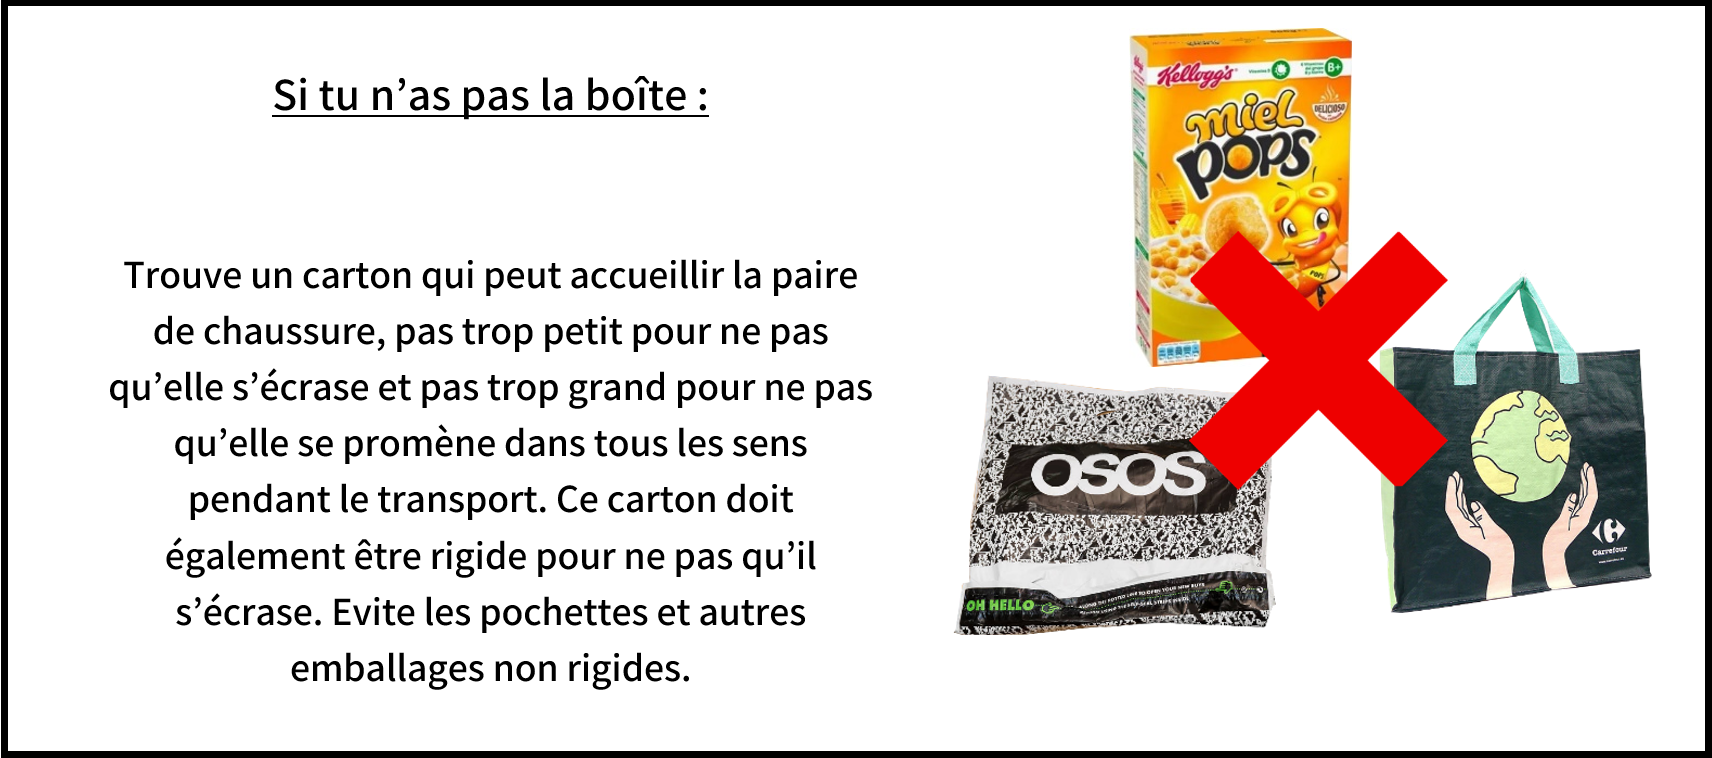 Si tu n’as pas la boîte :
Trouve un carton qui peut accueillir la paire
de chaussure, pas trop petit pour ne pas
qu’elle s’écrase et pas trop grand pour ne pas
qu’elle se promène dans tous les sens
pendant le transport. Ce carton doit
également être rigide pour ne pas qu’il
s’écrase. Evite les pochettes et autres
emballages non rigides.
Kellogg's
B+
miel
DELICIOSO
POPS
POPS
OSOS
OH HELLO
Carrefour